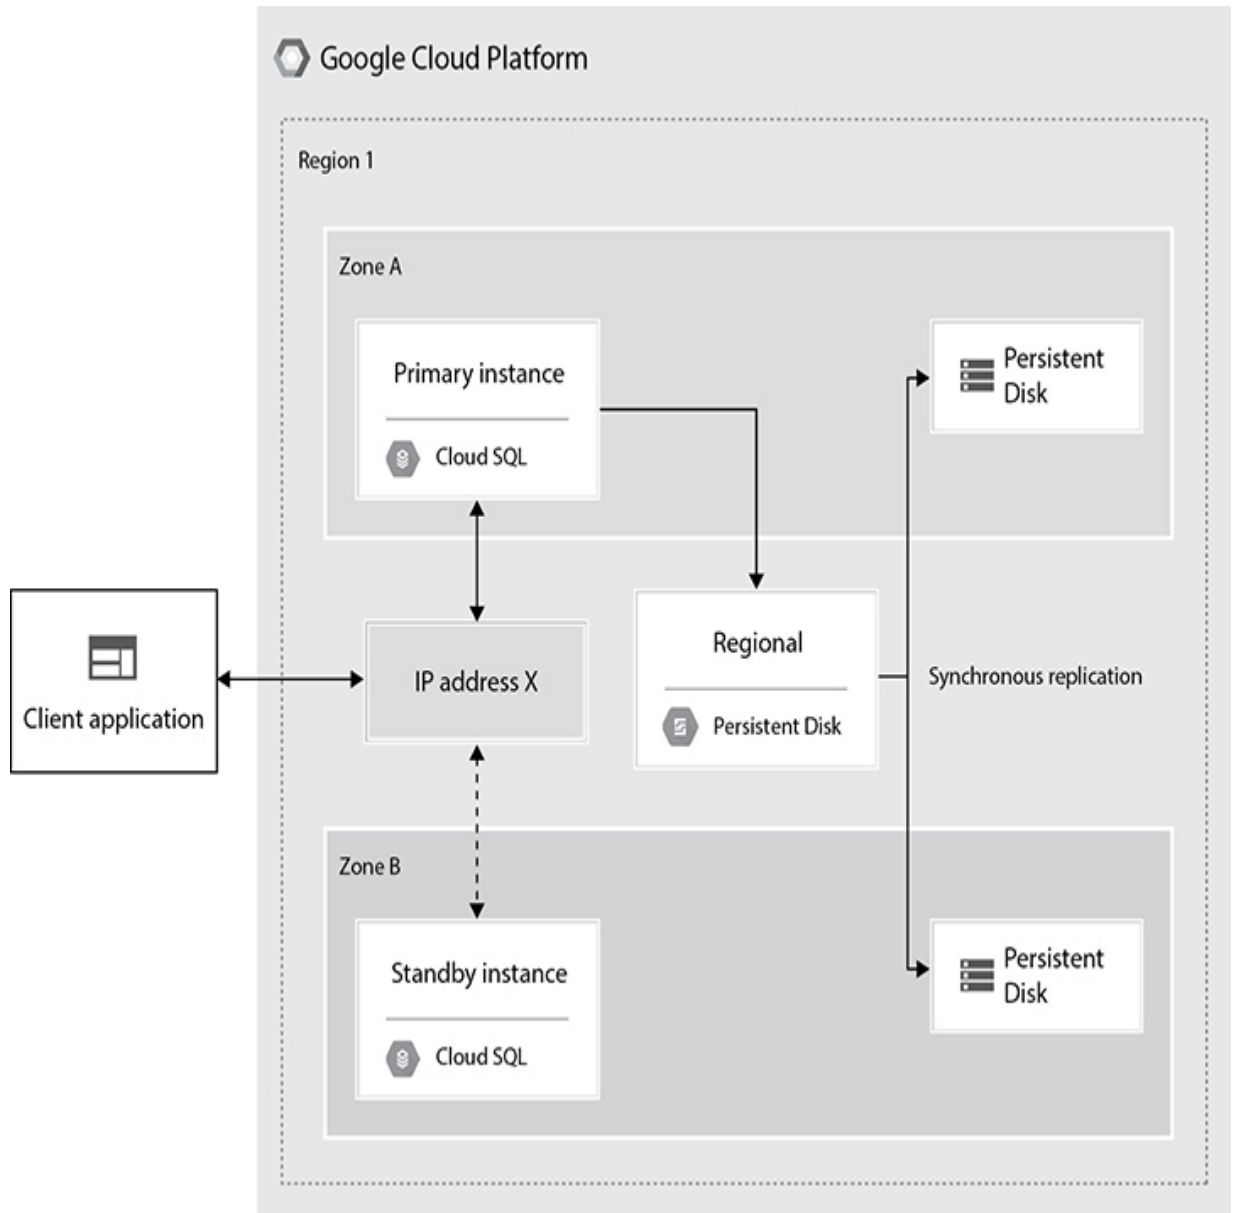 Google Cloud Platform
Region 1
Zone A
Primary instance
Cloud SQL
Persistent
Disk
Client application
IP address X
Regional
Persistent Disk
Synchronous replication
Zone B
Standby instance
Cloud SQL
Persistent
Disk